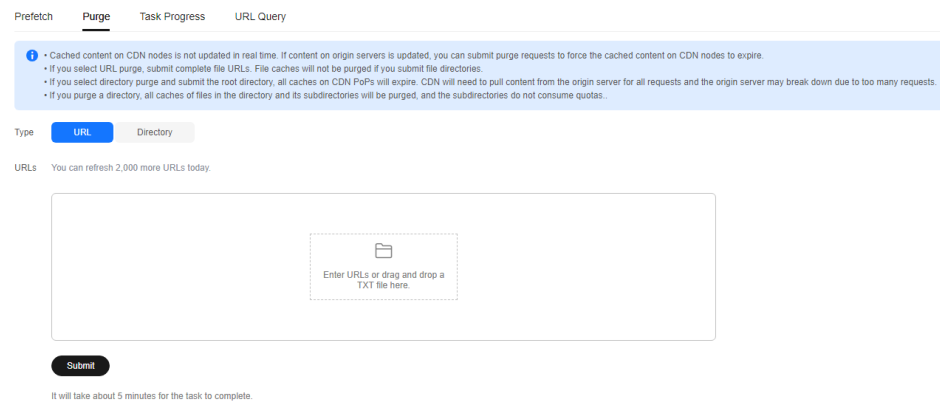 Prefetch Purge Task Progress URL Query
• Cached content on CDN nodes is not updated in real time. If content on origin servers is updated, you can submit purge requests to force the cached content on CDN nodes to expire.
• If you select URL purge, submit complete file URLs. File caches will not be purged if you submit file directories.
• If you select directory purge and submit the root directory, all caches on CDN PoPs will expire. CDN will need to pull content from the origin server for all requests and the origin server may break down due to too many requests.
• If you purge a directory, all caches of files in the directory and its subdirectories will be purged, and the subdirectories do not consume quotas..
Type URL Directory
URLs You can refresh 2,000 more URLs today.
Enter URLs or drag and drop a
TXT file here.
Submit
It will take about 5 minutes for the task to complete.